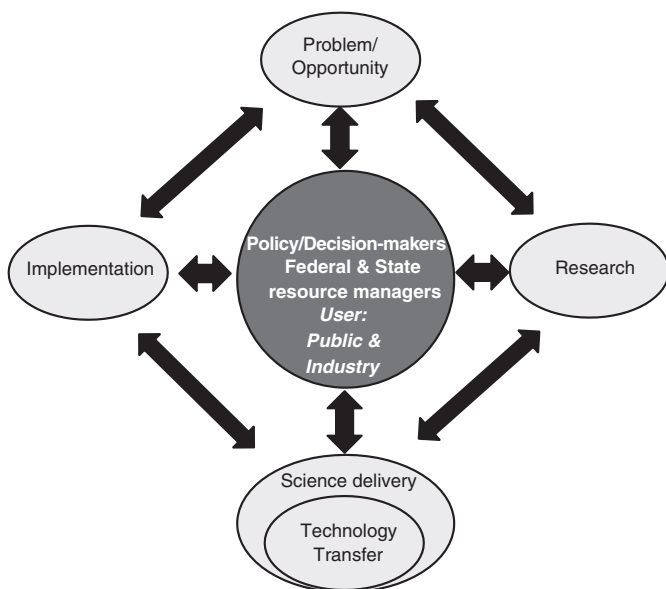 Problem/
Opportunity
Implementation
Policy/Decision-makers
Federal & State
resource managers
User:
Public &
Industry
Research
Science delivery
Technology
Transfer